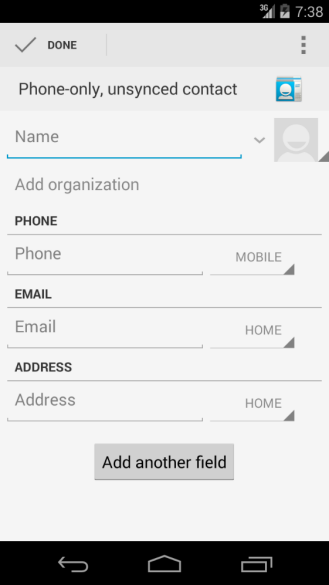 3G 7:38
DONE
Phone-only, unsynced contact
Name
Add organization
PHONE
Phone MOBILE
EMAIL
Email HOME
ADDRESS
Address HOME
Add another field